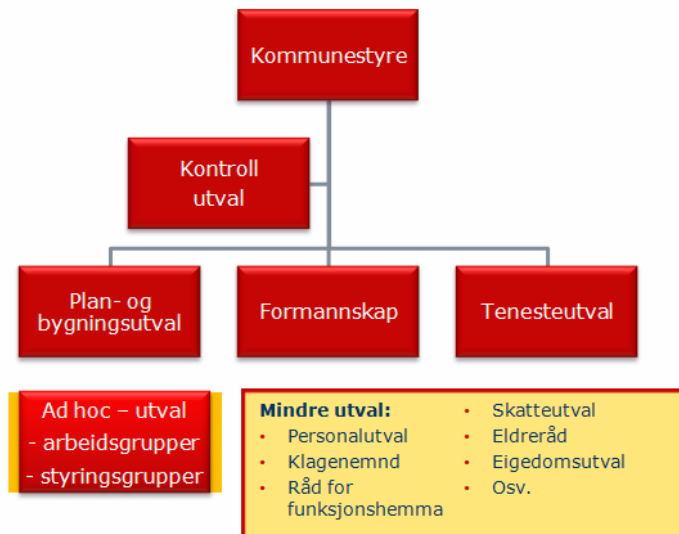 Kommunestyre
Kontroll
utval
Plan- og
bygningsutval
Formannskap
Tenesteutval
Ad hoc – utval
- arbeidsgrupper
- styringsgrupper
Mindre utval:
• Personalutval
• Klagenemnd
• Råd for
funksjonshemma
• Skatteutval
• Eldreråd
• Eigedomsutval
• Osv.